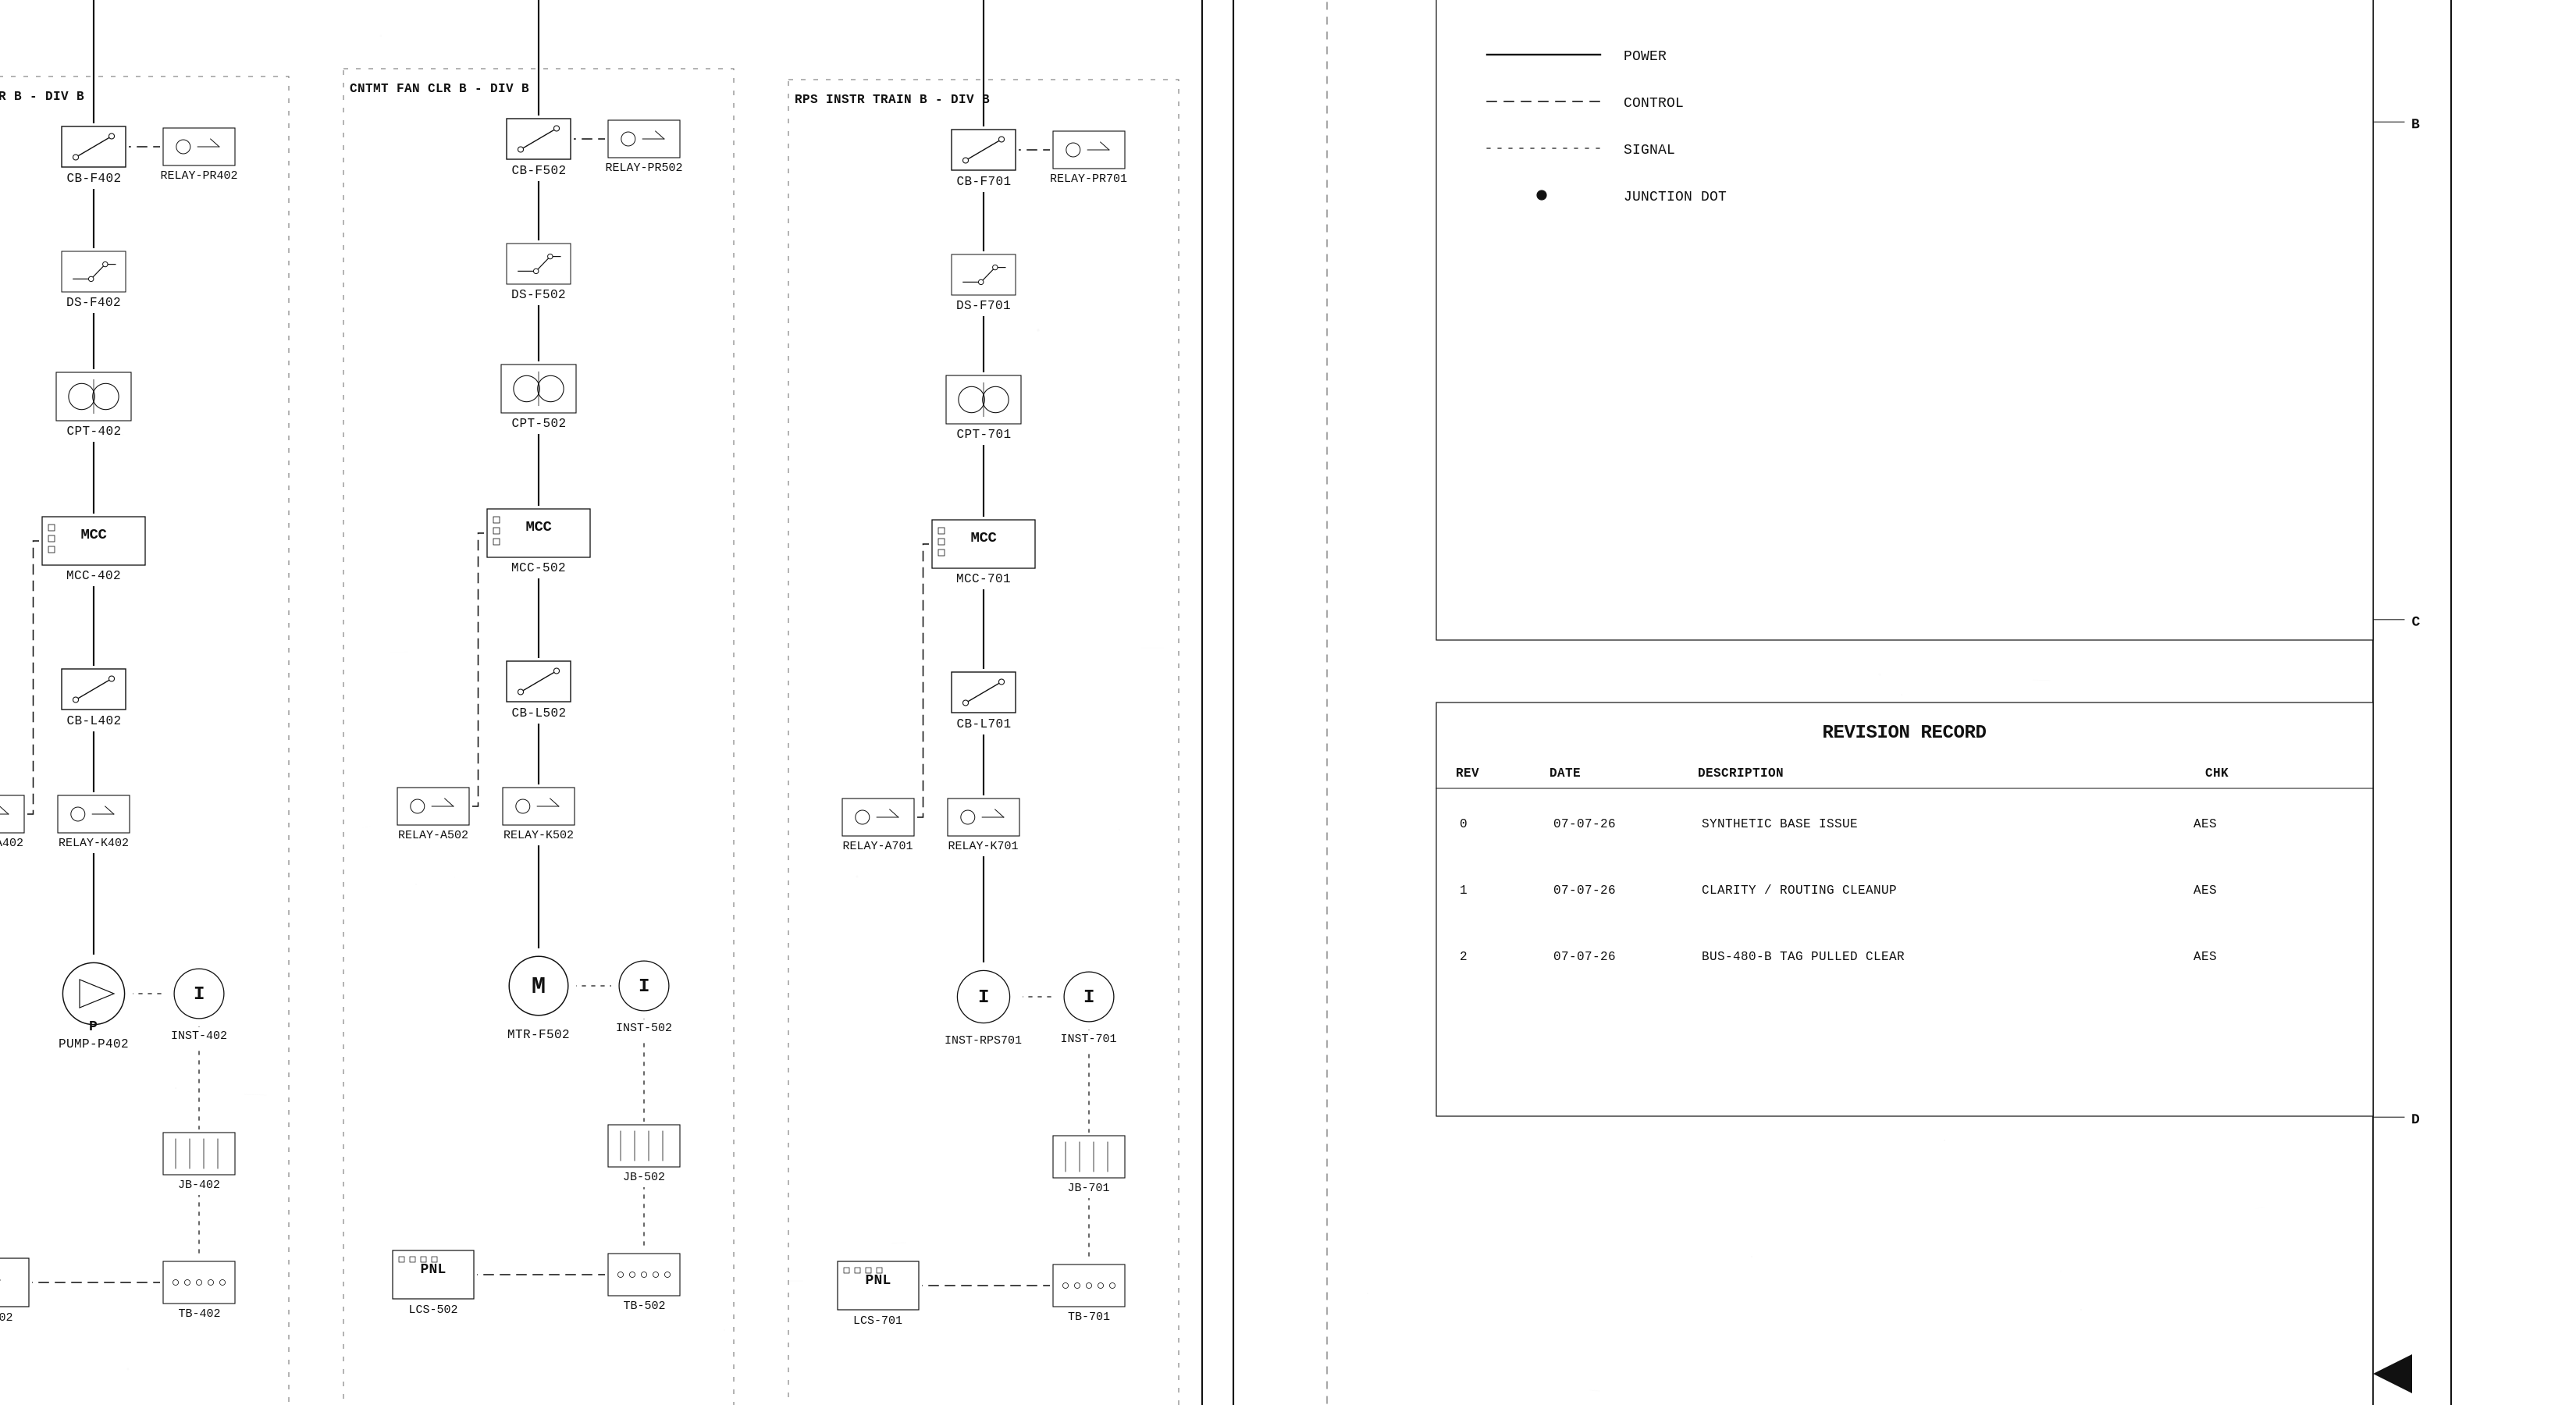 R B - DIV B
CB-F402
RELAY-PR402
DS-F402
CPT-402
MCC
MCC-402
CB-L402
A402
RELAY-K402
P
PUMP-P402
I
INST-402
JB-402
02
TB-402
CNTMT FAN CLR B - DIV B
CB-F502
RELAY-PR502
DS-F502
CPT-502
MCC
MCC-502
CB-L502
RELAY-A502
RELAY-K502
M
MTR-F502
I
INST-502
JB-502
PNL
LCS-502
TB-502
RPS INSTR TRAIN B - DIV B
CB-F701
RELAY-PR701
DS-F701
CPT-701
MCC
MCC-701
CB-L701
RELAY-A701
RELAY-K701
I
INST-RPS701
I
INST-701
JB-701
PNL
LCS-701
TB-701
POWER
CONTROL
SIGNAL
JUNCTION DOT
REVISION RECORD
REV DATE DESCRIPTION CHK
0 07-07-26 SYNTHETIC BASE ISSUE AES
1 07-07-26 CLARITY / ROUTING CLEANUP AES
2 07-07-26 BUS-480-B TAG PULLED CLEAR AES
B
C
D